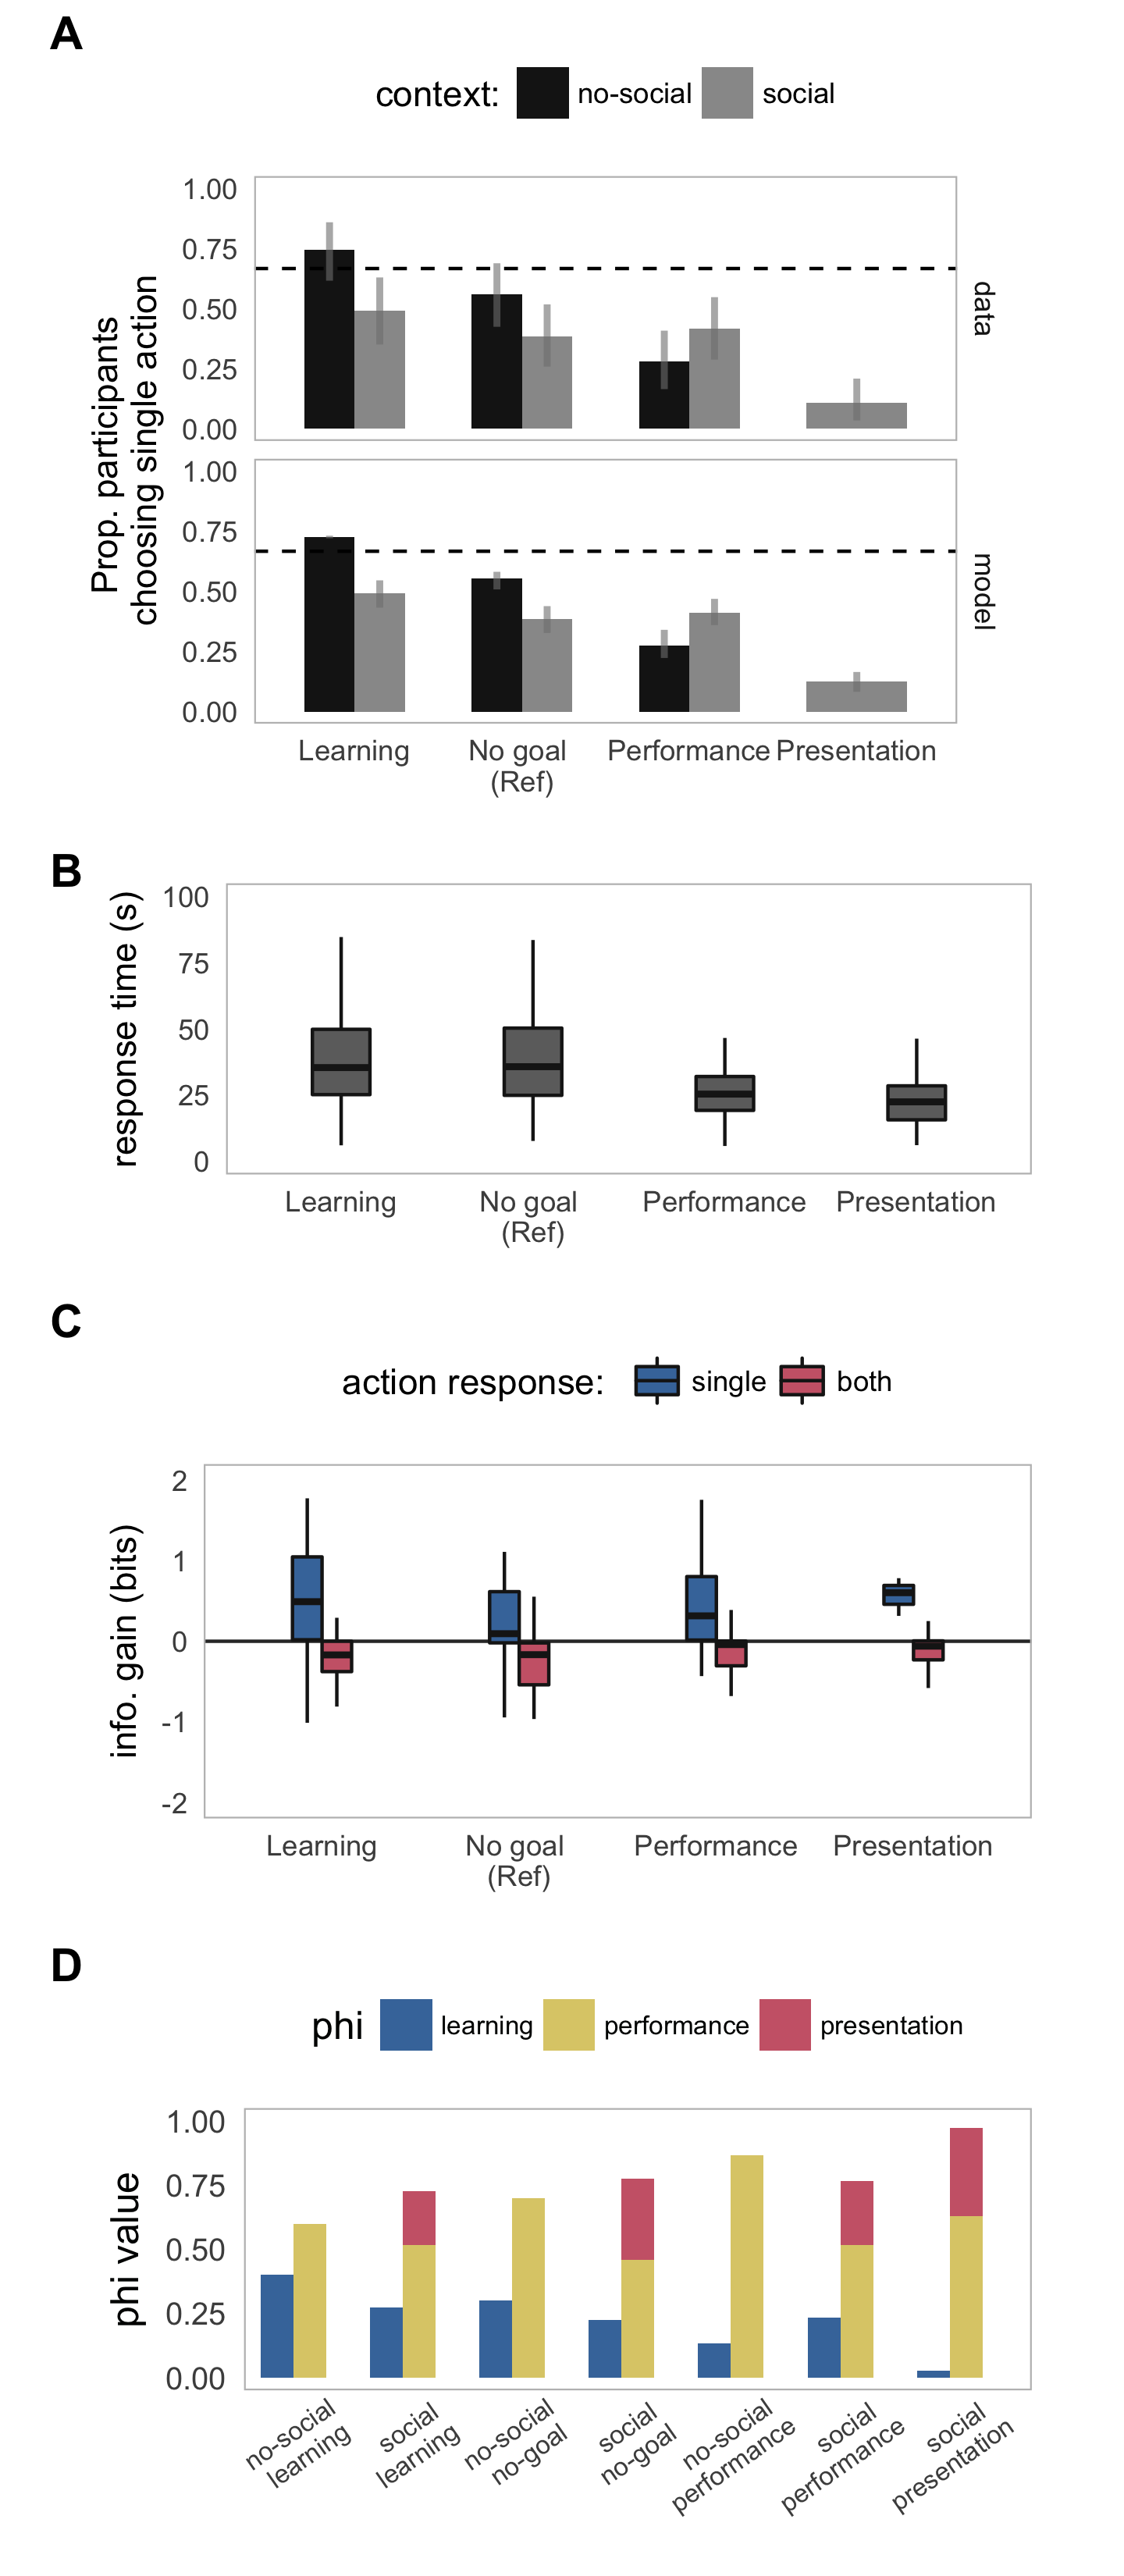 A
context: no-social social
Prop. participants
choosing single action
1.00
0.75
0.50
0.25
0.00
data
1.00
0.75
0.50
0.25
0.00
model
Learning No goal Performance Presentation
(Ref)
B
response time (s)
100
75
50
25
0
Learning No goal Performance Presentation
(Ref)
C
action response: single both
info. gain (bits)
2
1
0
-1
-2
Learning No goal Performance Presentation
(Ref)
D
phi learning performance presentation
phi value
1.00
0.75
0.50
0.25
0.00
no-social
learning
social
learning
no-social
no-goal
social
no-goal
no-social
performance
social
performance
social
presentation